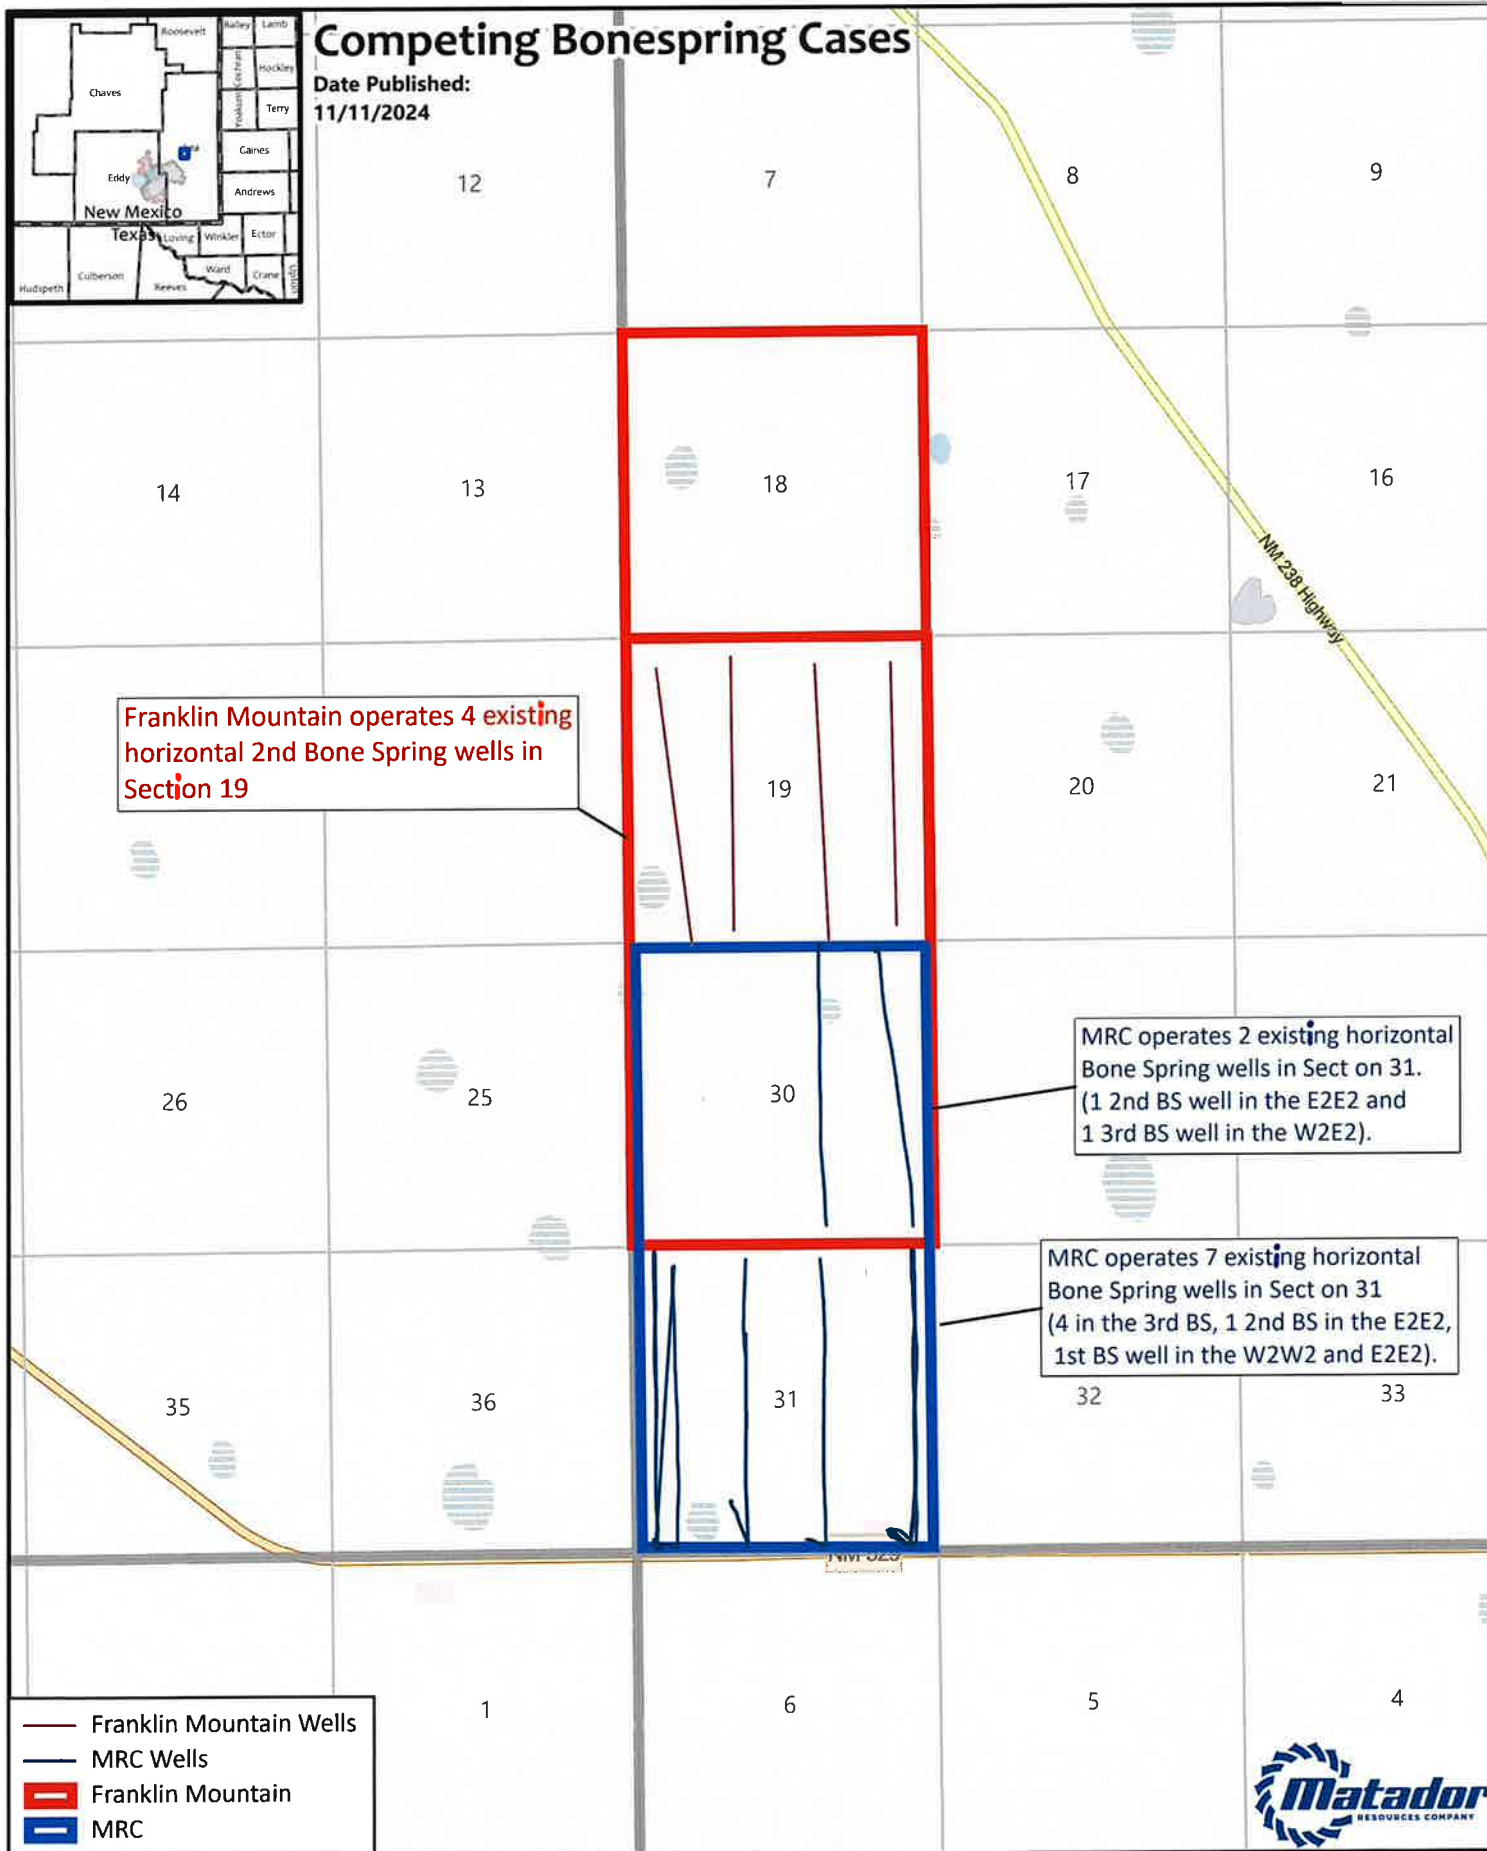 Competing Bonespring Cases
Date Published:
11/11/2024
Roosevelt
Bailey
Lamb
Chaves
Cochran
Hockley
Yoakum
Terry
Gaines
Eddy
Andrews
New Mexico
Texas
Loving
Winkler
Ector
Hudspeth
Culberson
Reeves
Ward
Crane
Upton
12
7
8
9
14
13
18
17
16
NM 238 Highway
Franklin Mountain operates 4 existing
horizontal 2nd Bone Spring wells in
Section 19
19
20
21
26
25
30
MRC operates 2 existing horizontal
Bone Spring wells in Sect on 31.
(1 2nd BS well in the E2E2 and
1 3rd BS well in the W2E2).
MRC operates 7 existing horizontal
Bone Spring wells in Sect on 31
(4 in the 3rd BS, 1 2nd BS in the E2E2,
1st BS well in the W2W2 and E2E2).
35
36
31
32
33
1
6
5
4
Franklin Mountain Wells
MRC Wells
Franklin Mountain
MRC
Matador
RESOURCES COMPANY